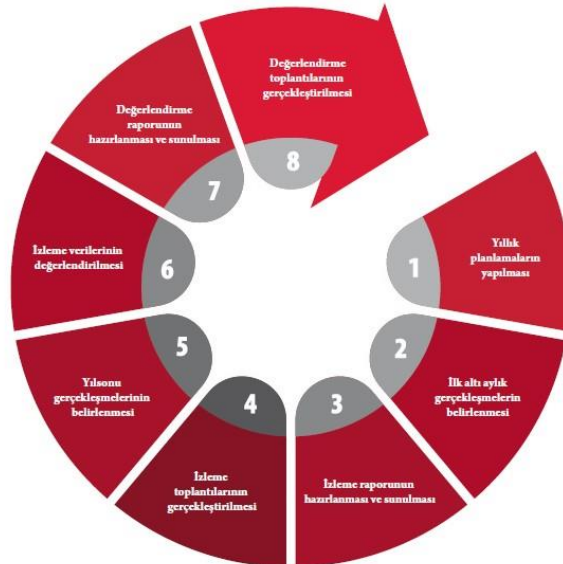 1
Yıllık
planlamaların
yapılması
2
İlk altı aylık
gerçekleşmelerin
belirlenmesi
3
İzleme raporunun
hazırlanması ve sunulması
4
İzleme
toplantılarının
gerçekleştirilmesi
5
Yılsonu
gerçekleşmelerinin
belirlenmesi
6
İzleme verilerinin
değerlendirilmesi
7
Değerlendirme
raporunun
hazırlanması ve sunulması
8
Değerlendirme
toplantılarının
gerçekleştirilmesi